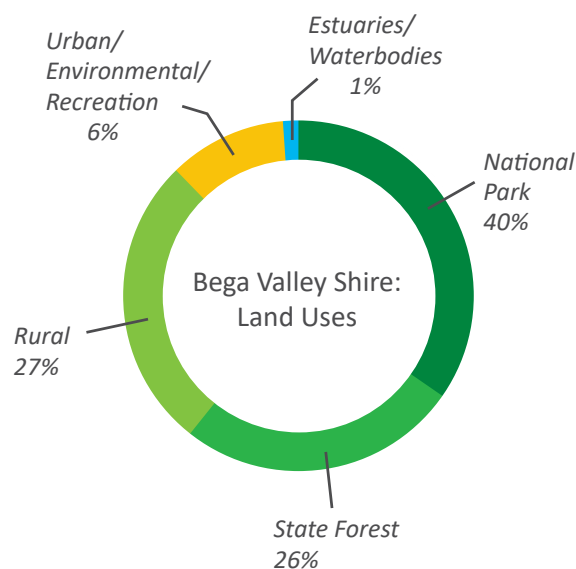 Estuaries/
Waterbodies
1%
Urban/
Environmental/
Recreation
6%
National
Park
40%
Bega Valley Shire:
Land Uses
Rural
27%
State Forest
26%